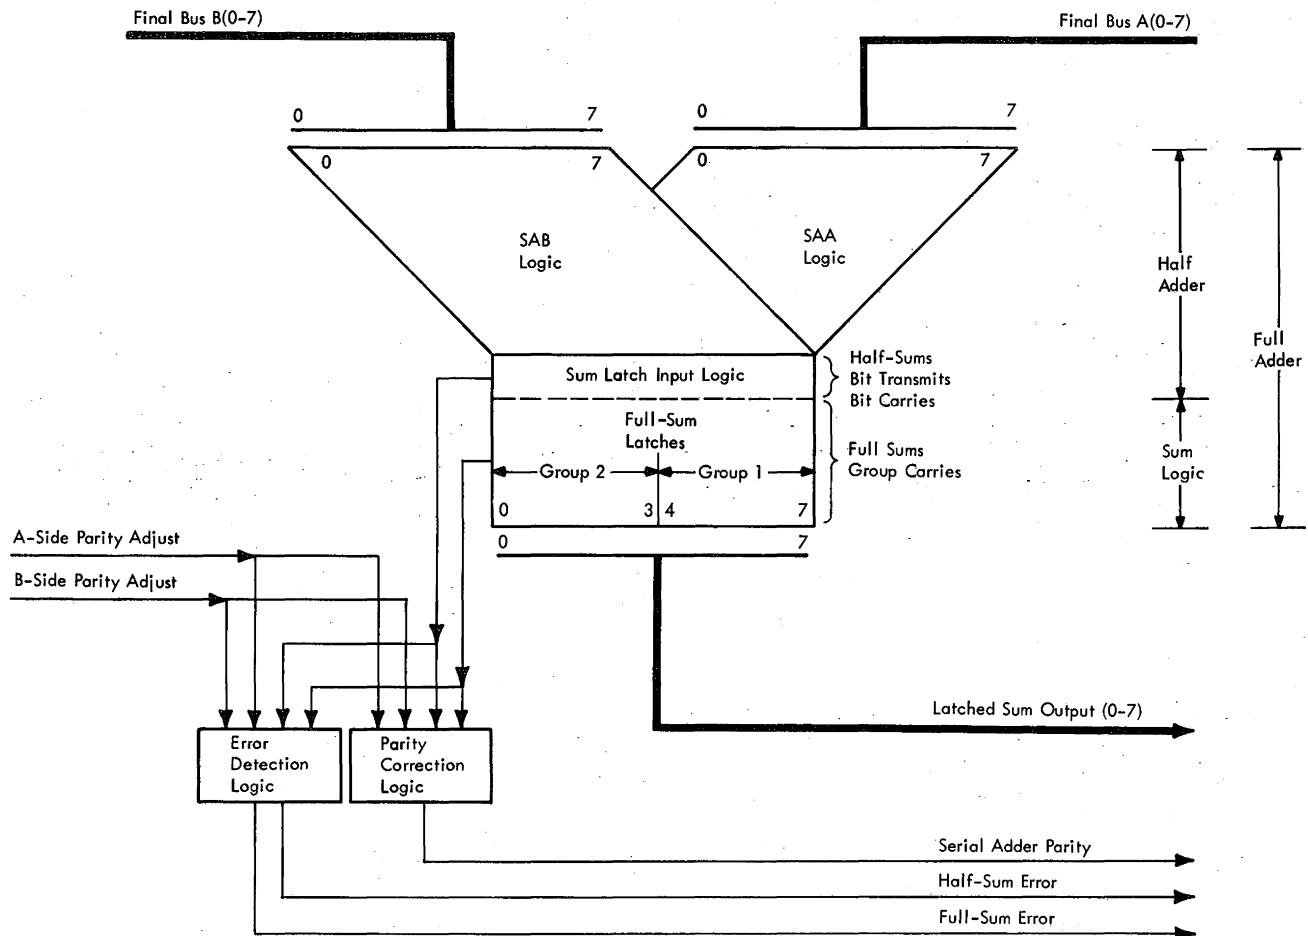 Final Bus B(0-7)
Final Bus A(0-7)
0 7
0 7
0 7
0 7
SAB
Logic
SAA
Logic
Half
Adder
Full
Adder
Sum Latch Input Logic
Half-Sums
Bit Transmits
Bit Carries
Full-Sum
Latches
Group 2
Group 1
Full Sums
Group Carries
Sum
Logic
0 3 4 7
0 7
A-Side Parity Adjust
B-Side Parity Adjust
Latched Sum Output (0-7)
Error
Detection
Logic
Parity
Correction
Logic
Serial Adder Parity
Half-Sum Error
Full-Sum Error